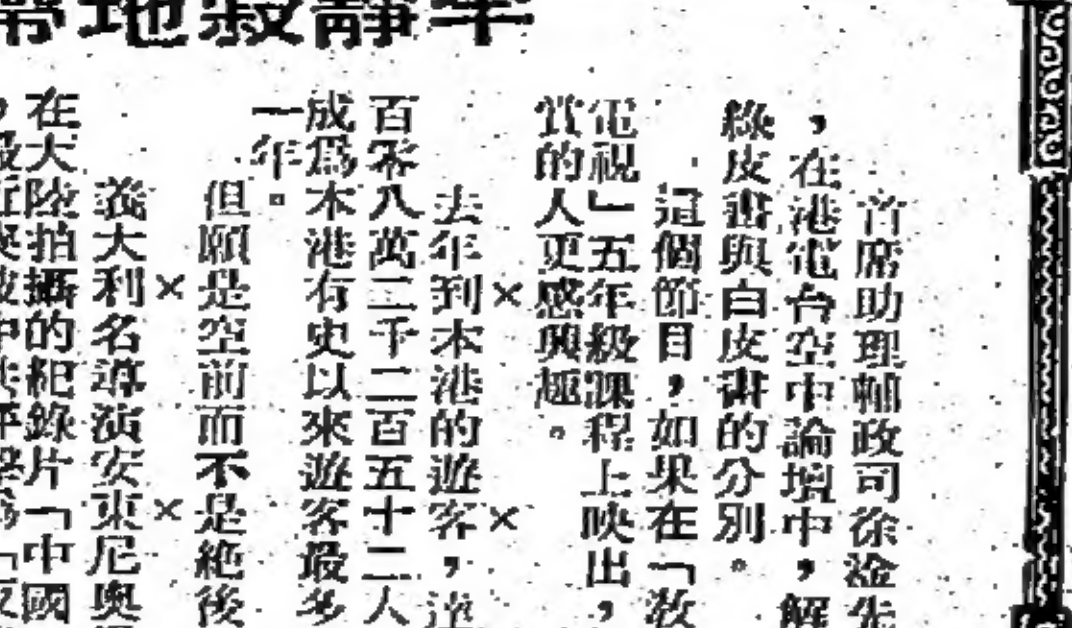 年靜寂地帶
首席助理輔政司徐淦先
，在港電台空中論壇中，解
綠皮書與白皮書的分別。
這個節目，如果在「教
電視」五年級課程上映出，
賞的人更感興趣。
× ×
去年到本港的遊客，達
百零八萬二千二百五十二人
成爲本港有史以來遊客最多
一年。
但願是空前而不是絕後
× ×
義大利名導演安東尼奧
在大陸拍攝的紀錄片「中國